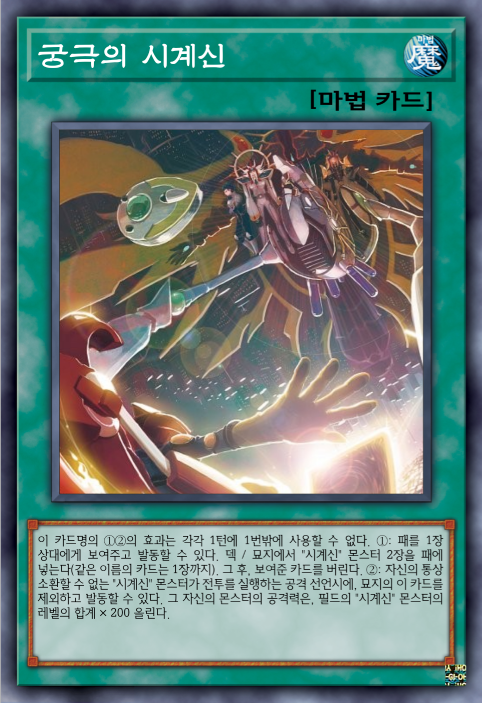 궁극의 시계신
마법
魔
[마법 카드]
이 카드명의 ①②의 효과는 각각 1턴에 1번밖에 사용할 수 없다. ①: 패를 1장
상대에게 보여주고 발동할 수 있다. 덱 / 묘지에서 "시계신" 몬스터 2장을 패에
넣는다(같은 이름의 카드는 1장까지). 그 후, 보여준 카드를 버린다. ②: 자신의 통상
소환할 수 없는 "시계신" 몬스터가 전투를 실행하는 공격 선언시에, 묘지의 이 카드를
제외하고 발동할 수 있다. 그 자신의 몬스터의 공격력은, 필드의 "시계신" 몬스터의
레벨의 합계 × 200 올린다.